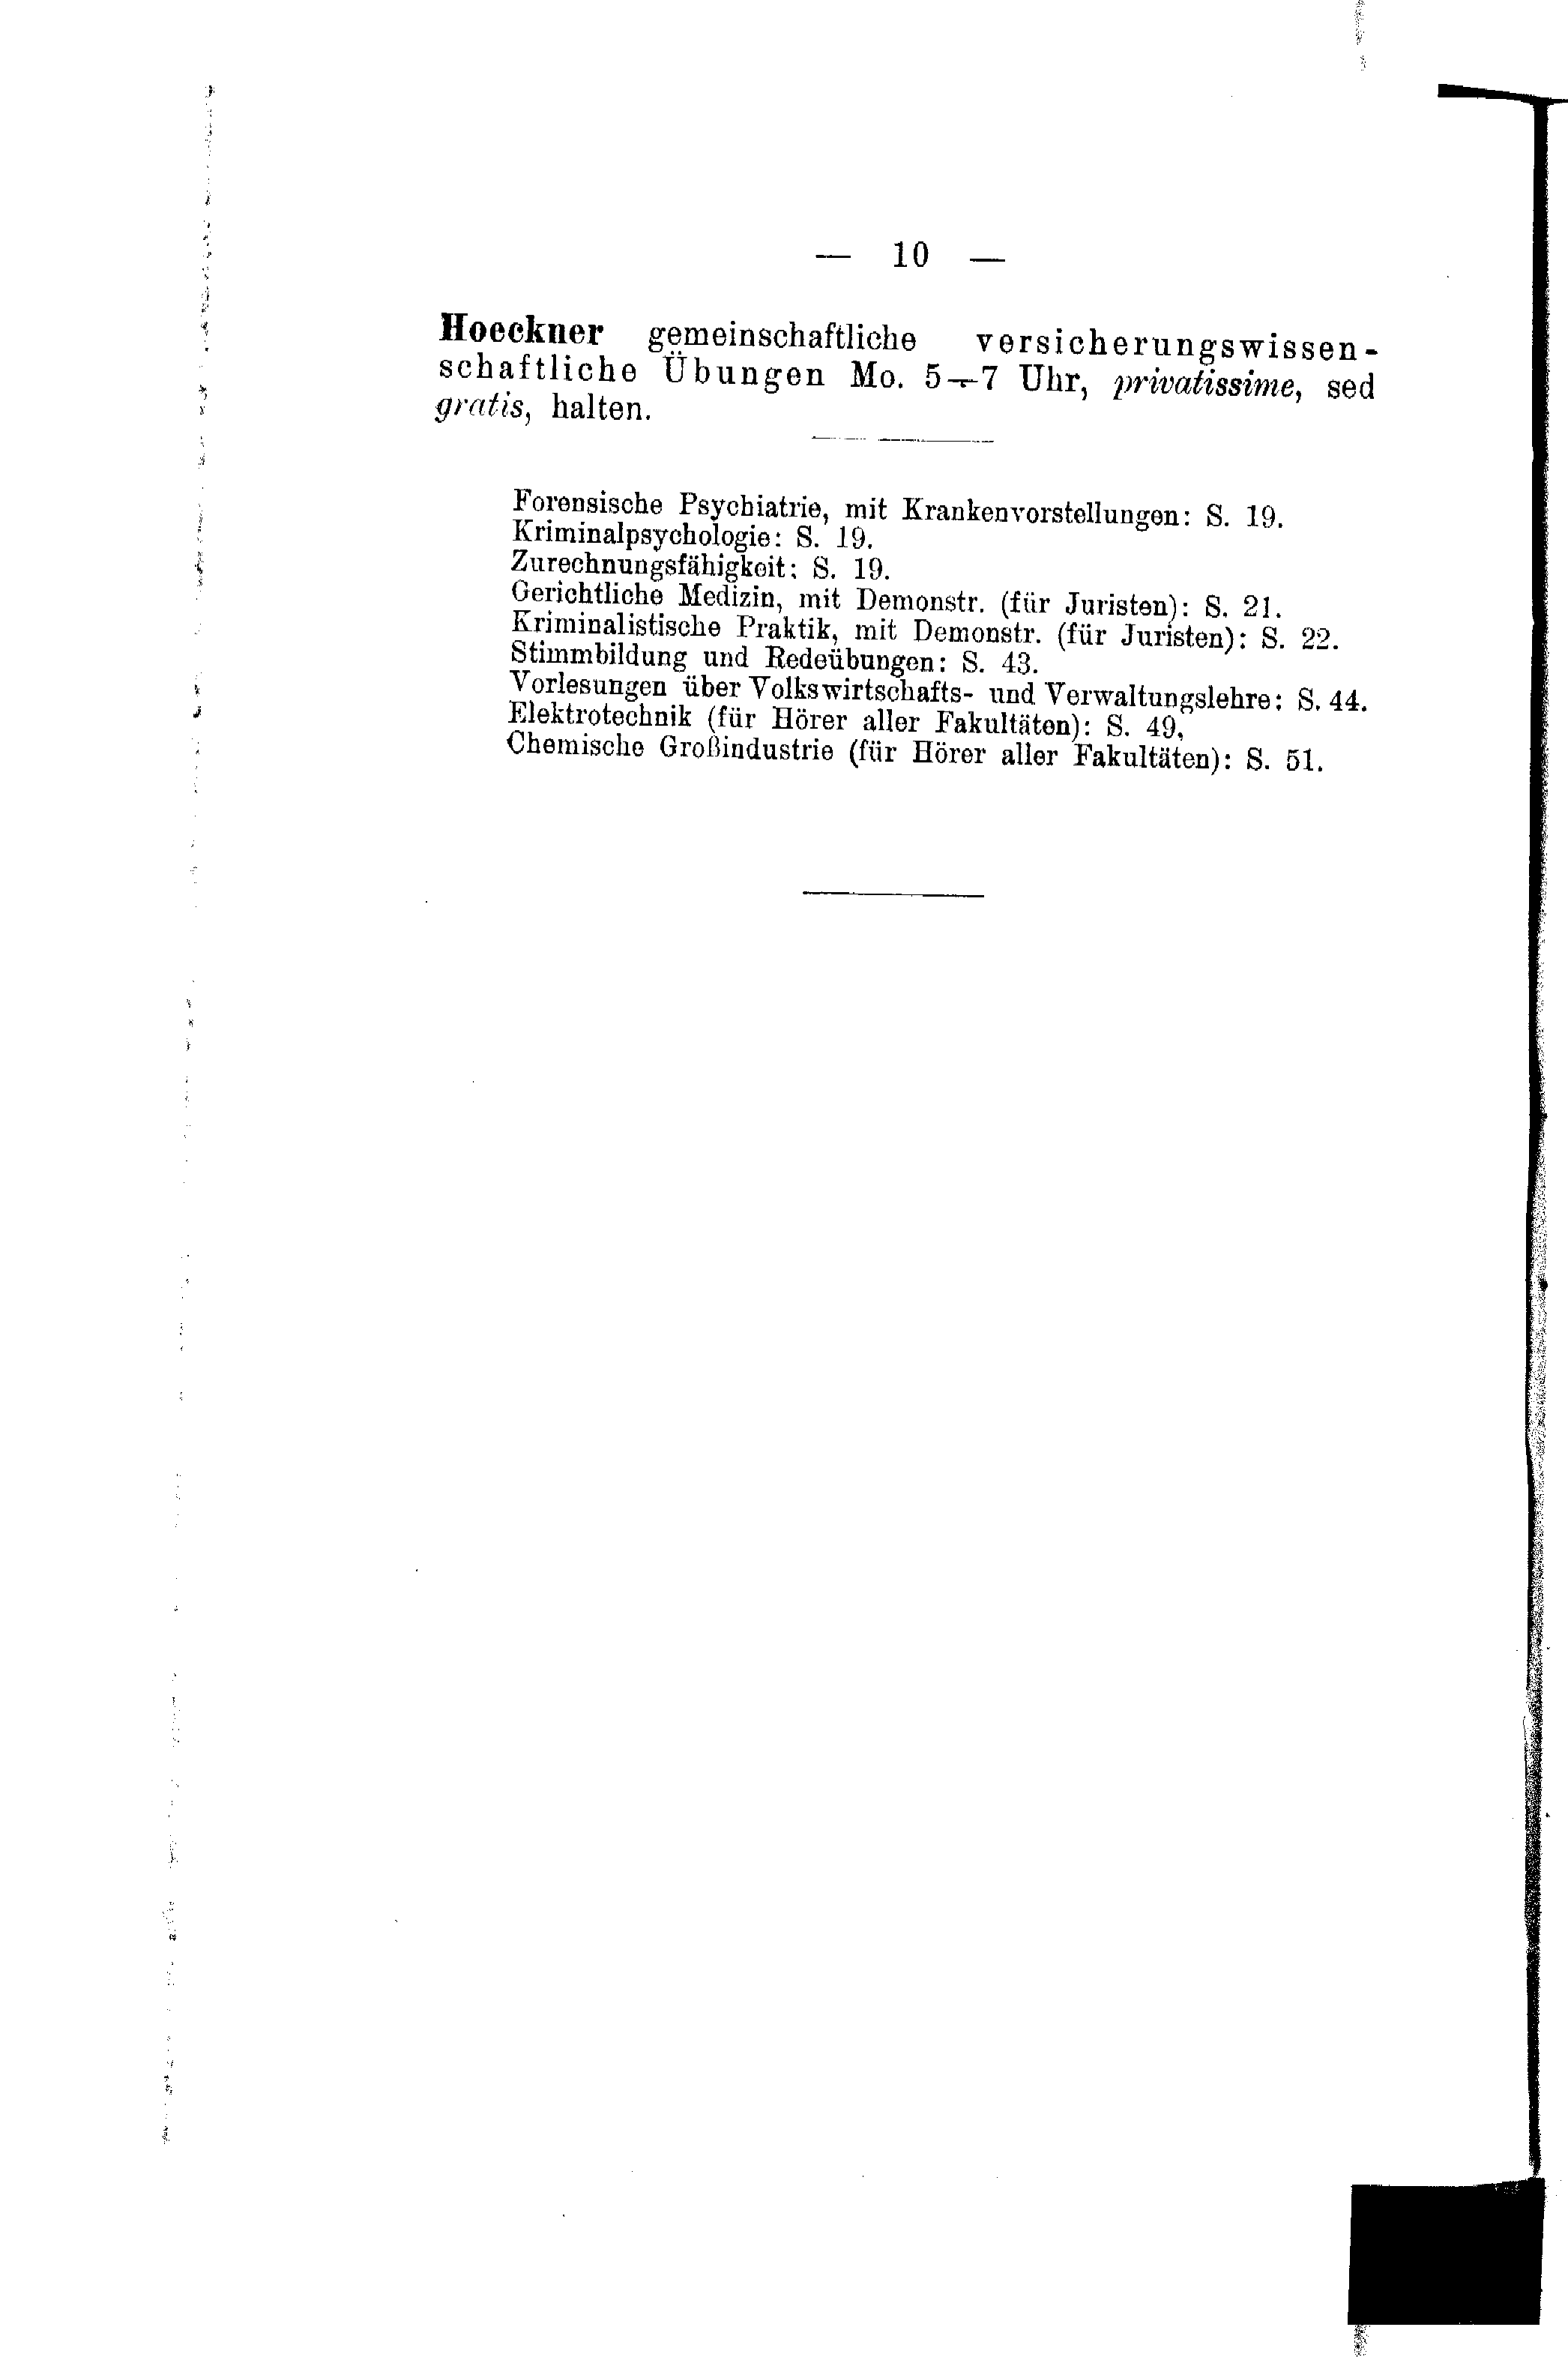 — 10 —
Hoeckner gemeinschaftliche versicherungswissen-
schaftliche Übungen Mo. 5—7 Uhr, privatissime, sed
gratis, halten.
Forensische Psychiatrie, mit Krankenvorstellungen: S. 19.
Kriminalpsychologie: S. 19.
Zurechnungsfähigkeit: S. 19.
Gerichtliche Medizin, mit Demonstr. (für Juristen): S. 21.
Kriminalistische Praktik, mit Demonstr. (für Juristen): S. 22.
Stimmbildung und Redeübungen: S. 43.
Vorlesungen über Volkswirtschafts- und Verwaltungslehre: S. 44.
Elektrotechnik (für Hörer aller Fakultäten): S. 49.
Chemische Großindustrie (für Hörer aller Fakultäten): S. 51.